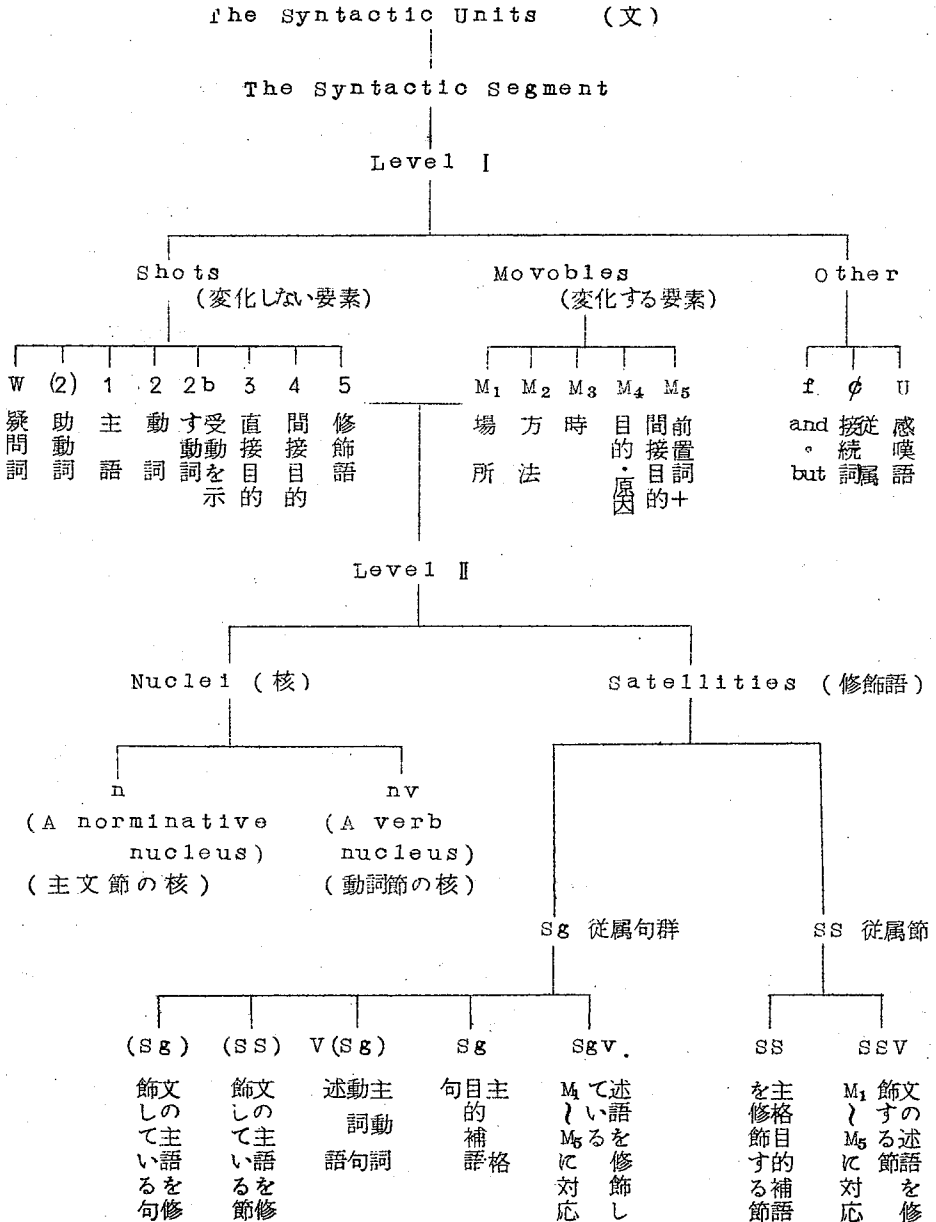 The Syntactic Units (文)
The Syntactic Segment
Level Ⅰ
Shots Movobles Other
(変化しない要素) (変化する要素)
W (2) 1 2 2b 3 4 5 M₁ M₂ M₃ M₄ M₅ f ∅ U
疑問詞
助動詞
主語
動詞
受動を示
す動詞
直接目的
間接目的
修飾語
場所
方法
時
目的・原因
前置詞+
間接目的
and
。
but
従属
接続詞
感嘆語
Level Ⅱ
Nuclei (核) Satellities (修飾語)
n nv
(A norminative
nucleus)
(主文節の核)
(A verb
nucleus)
(動詞節の核)
Sg 従属句群 SS 従属節
(Sg) (SS) V(Sg) Sg Sgv. SS SSV
文の主語を修
飾している句
文の主語を修
飾している節
主動詞
動詞句
述語
主格
目的補語
句
述語を修飾し
ている
M₁~M₅に対応
主格目的補語
を修飾する節
文の述語を修
飾する節
M₁~M₅に対応